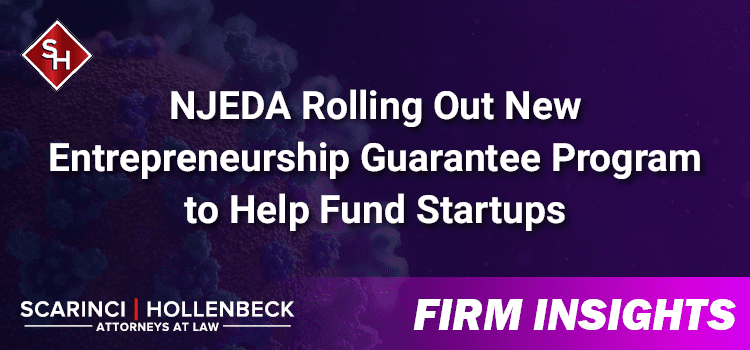 SH
NJEDA Rolling Out New
Entrepreneurship Guarantee Program
to Help Fund Startups
SCARINCI | HOLLENBECK
ATTORNEYS AT LAW
FIRM INSIGHTS